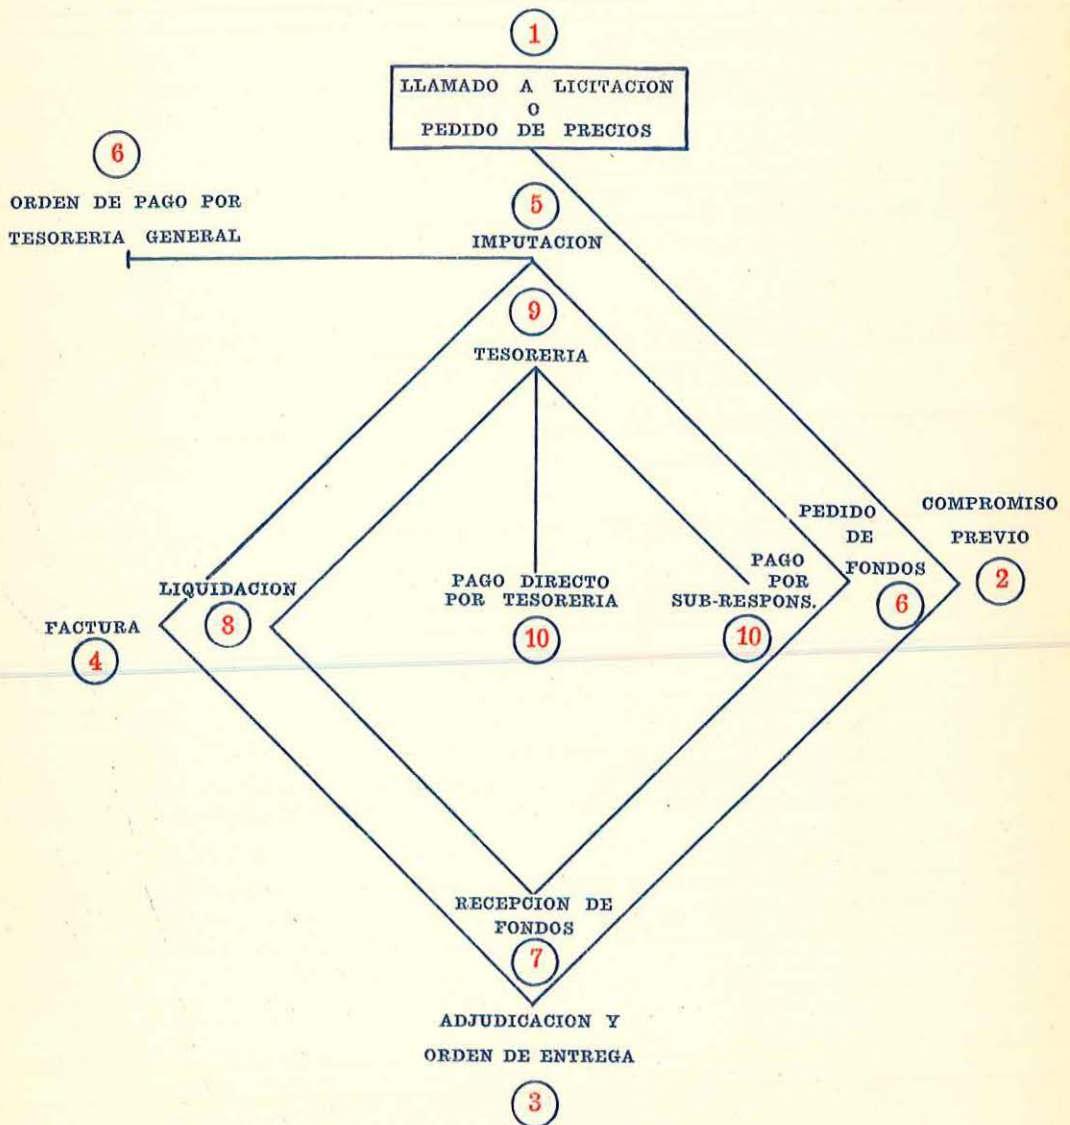 1
LLAMADO A LICITACION
O
PEDIDO DE PRECIOS
6
ORDEN DE PAGO POR
TESORERIA GENERAL
5
IMPUTACION
9
TESORERIA
COMPROMISO
PREVIO
2
PEDIDO
DE
FONDOS
6
PAGO
POR
SUB-RESPONS.
10
PAGO DIRECTO
POR TESORERIA
10
LIQUIDACION
8
FACTURA
4
RECEPCION DE
FONDOS
7
ADJUDICACION Y
ORDEN DE ENTREGA
3